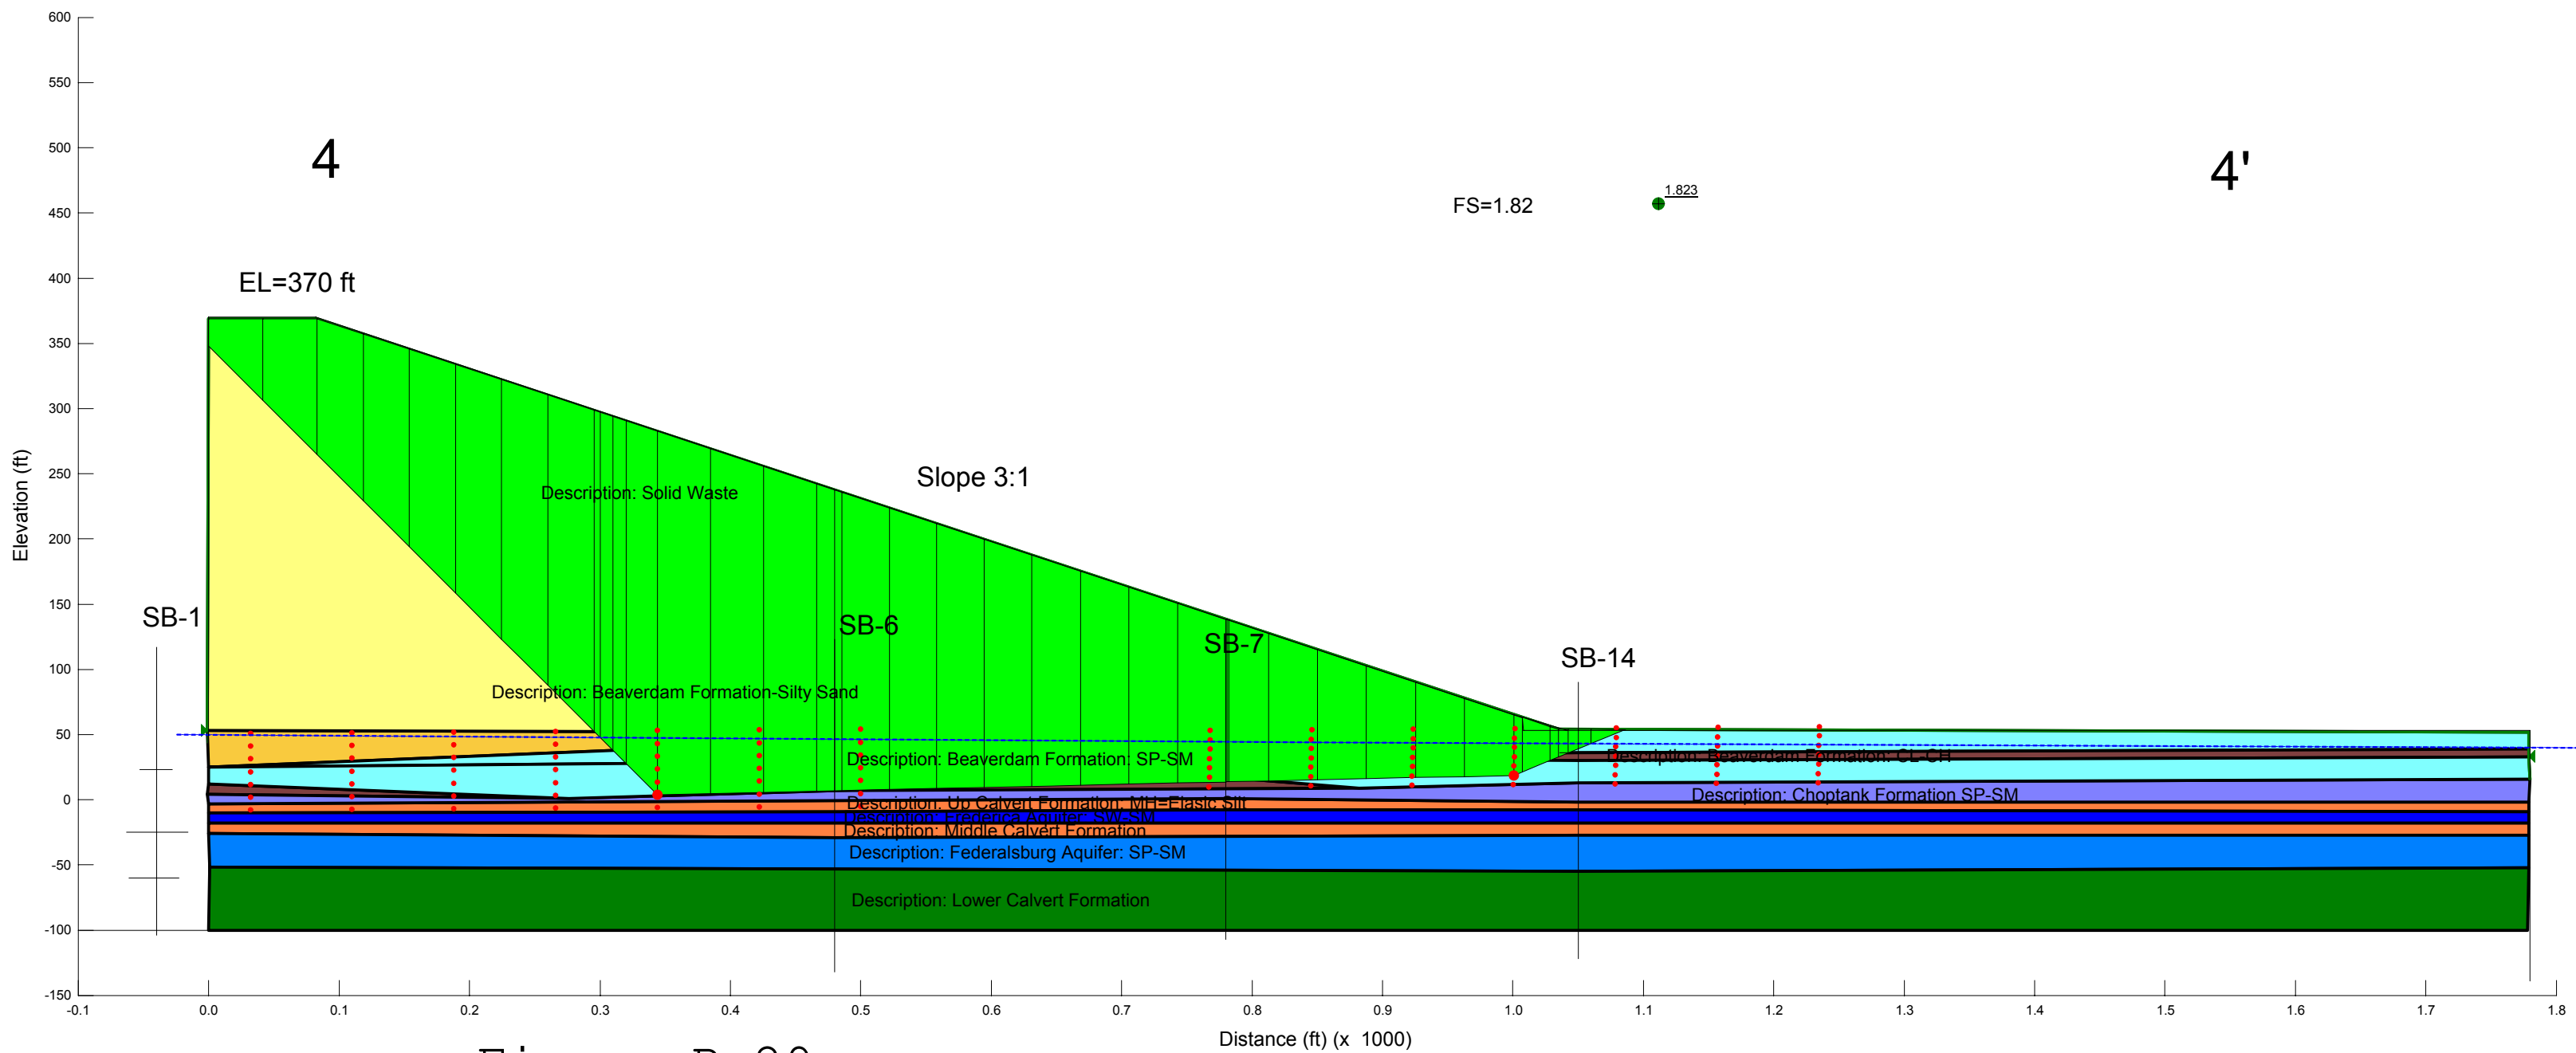 600
550
500
450
400
350
300
250
200
150
100
50
0
-50
-100
-150
Elevation (ft)
4
4'
1.823
FS=1.82
EL=370 ft
Slope 3:1
Description: Solid Waste
SB-1
SB-6
SB-7
SB-14
Description: Beaverdam Formation-Silty Sand
Description: Beaverdam Formation: SP-SM
Description: Beaverdam Formation: CL-CH
Description: Choptank Formation SP-SM
Description: Up Calvert Formation: MH=Elasic Silt
Description: Frederica Aquifer: SW-SM
Description: Middle Calvert Formation
Description: Federalsburg Aquifer: SP-SM
Description: Lower Calvert Formation
-0.1 0.0 0.1 0.2 0.3 0.4 0.5 0.6 0.7 0.8 0.9 1.0 1.1 1.2 1.3 1.4 1.5 1.6 1.7 1.8
Distance (ft) (x 1000)